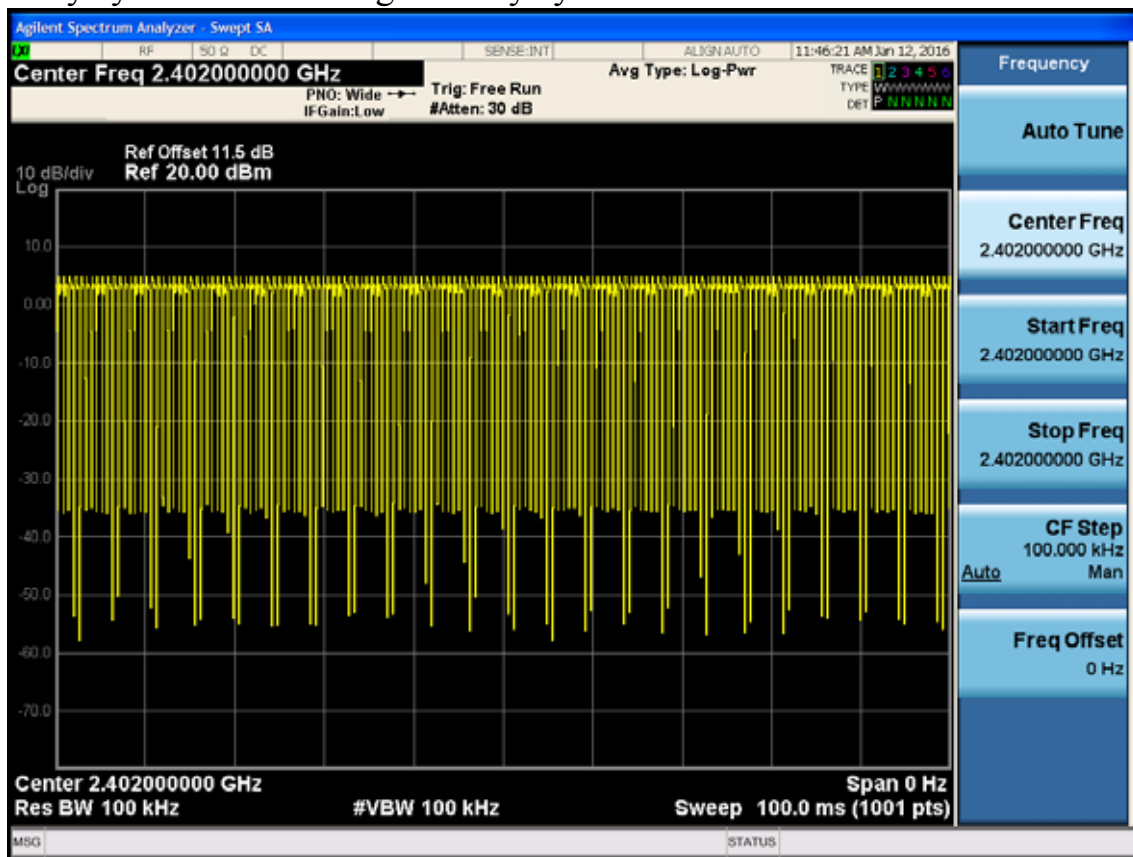 Agilent Spectrum Analyzer - Swept SA
RF 50 Ω DC SENSE:INT ALIGN AUTO 11:46:21 AM Jan 12, 2016
Center Freq 2.402000000 GHz
Avg Type: Log-Pwr
TRACE 1 2 3 4 5 6
PNO: Wide
Trig: Free Run
TYPE WWWWWW
IFGain:Low
#Atten: 30 dB
DET P N N N N N
Ref Offset 11.5 dB
10 dB/div Ref 20.00 dBm
Log
10.0
0.00
-10.0
-20.0
-30.0
-40.0
-50.0
-60.0
-70.0
Center 2.402000000 GHz Span 0 Hz
Res BW 100 kHz #VBW 100 kHz Sweep 100.0 ms (1001 pts)
MSG STATUS
Frequency
Auto Tune
Center Freq
2.402000000 GHz
Start Freq
2.402000000 GHz
Stop Freq
2.402000000 GHz
CF Step
100.000 kHz
Auto Man
Freq Offset
0 Hz